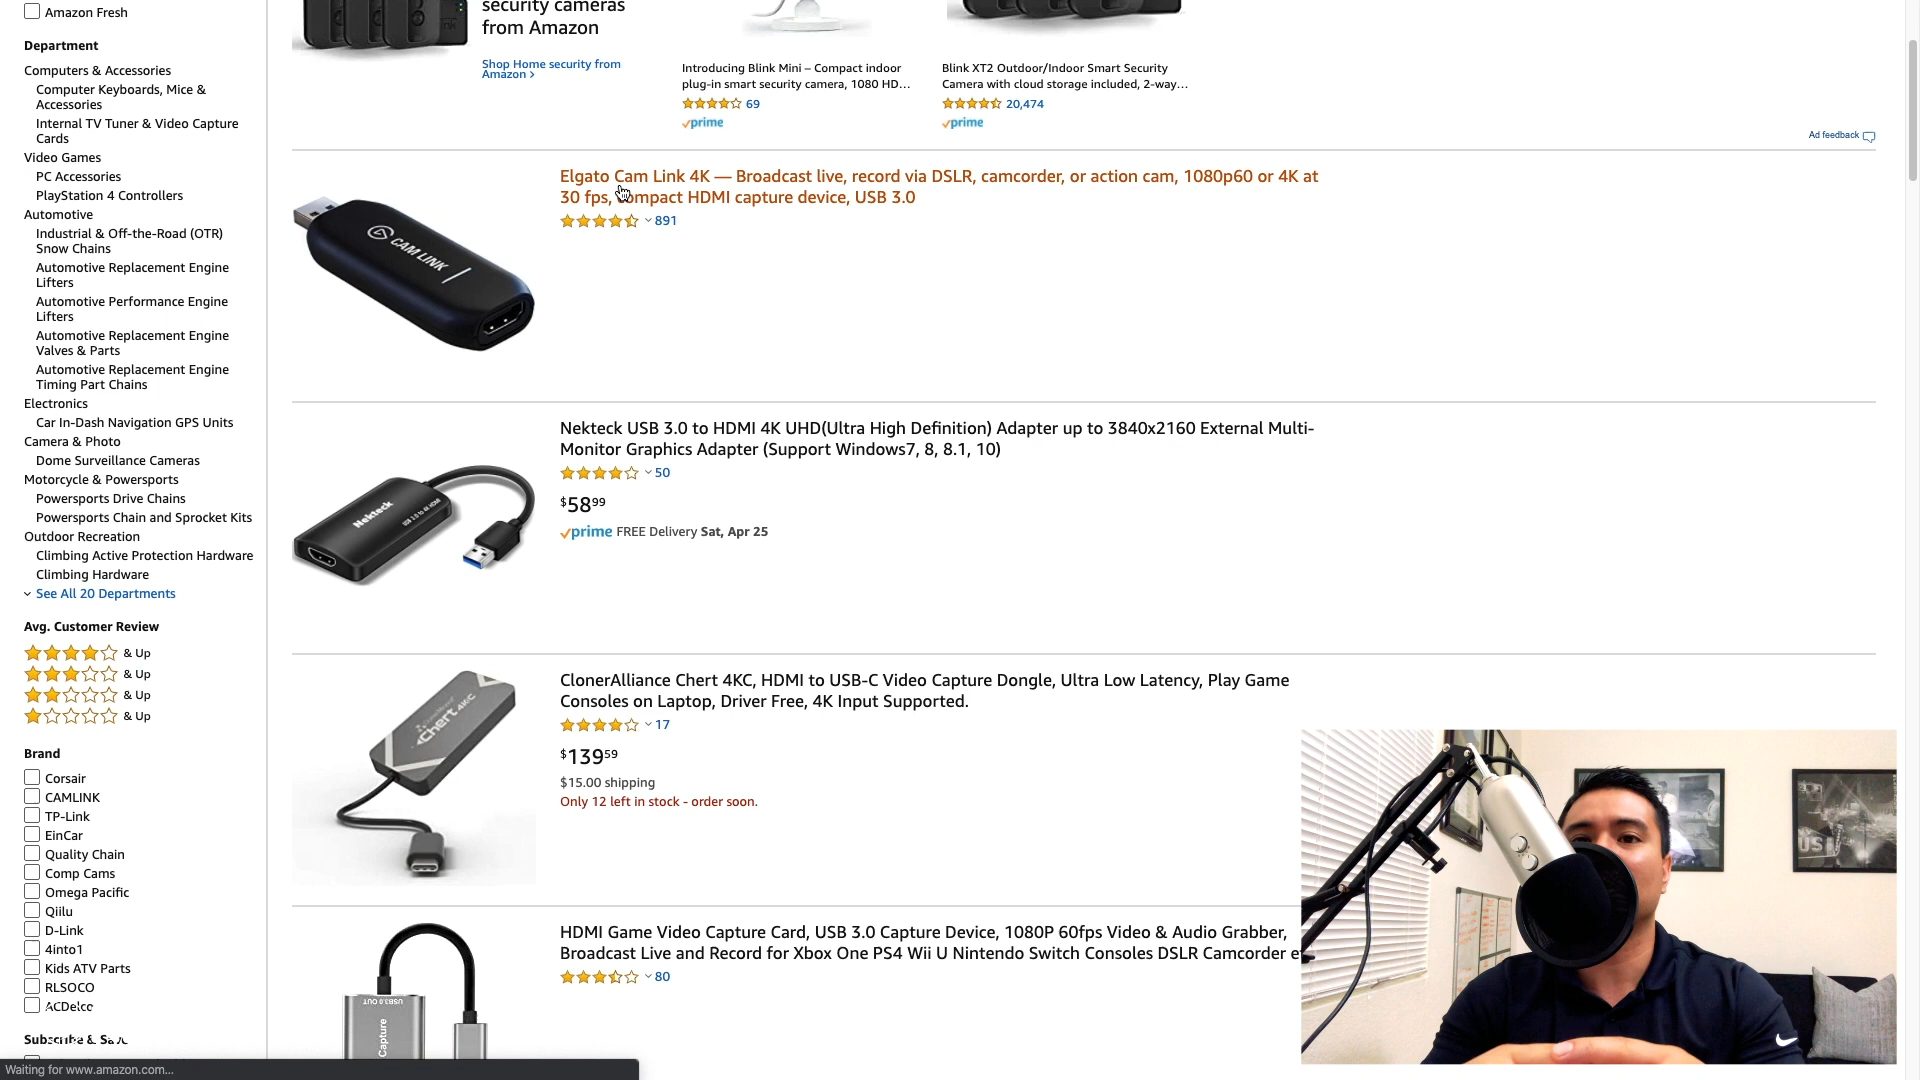 Amazon Fresh
Department
Computers & Accessories
Computer Keyboards, Mice &
Accessories
Internal TV Tuner & Video Capture
Cards
Video Games
PC Accessories
PlayStation 4 Controllers
Automotive
Industrial & Off-the-Road (OTR)
Snow Chains
Automotive Replacement Engine
Lifters
Automotive Performance Engine
Lifters
Automotive Replacement Engine
Valves & Parts
Automotive Replacement Engine
Timing Part Chains
Electronics
Car In-Dash Navigation GPS Units
Camera & Photo
Dome Surveillance Cameras
Motorcycle & Powersports
Powersports Drive Chains
Powersports Chain and Sprocket Kits
Outdoor Recreation
Climbing Active Protection Hardware
Climbing Hardware
See All 20 Departments
Avg. Customer Review
& Up
& Up
& Up
& Up
Brand
Corsair
CAMLINK
TP-Link
EinCar
Quality Chain
Comp Cams
Omega Pacific
Qiilu
D-Link
4into1
Kids ATV Parts
RLSOCO
ACDelco
Subscribe & Save
Waiting for www.amazon.com...
security cameras
from Amazon
Shop Home security from
Amazon
Introducing Blink Mini – Compact indoor
plug-in smart security camera, 1080 HD...
69
prime
Blink XT2 Outdoor/Indoor Smart Security
Camera with cloud storage included, 2-way...
20,474
prime
Ad feedback
CAM LINK
Elgato Cam Link 4K — Broadcast live, record via DSLR, camcorder, or action cam, 1080p60 or 4K at
30 fps, compact HDMI capture device, USB 3.0
891
Nekteck
USB 3.0 to 4K HDMI
Nekteck USB 3.0 to HDMI 4K UHD(Ultra High Definition) Adapter up to 3840x2160 External Multi-
Monitor Graphics Adapter (Support Windows7, 8, 8.1, 10)
50
$58.99
prime FREE Delivery Sat, Apr 25
Chert 4KC
ClonerAlliance Chert 4KC, HDMI to USB-C Video Capture Dongle, Ultra Low Latency, Play Game
Consoles on Laptop, Driver Free, 4K Input Supported.
17
$139.59
$15.00 shipping
Only 12 left in stock - order soon.
USB3.0 OUT
Capture
HDMI Game Video Capture Card, USB 3.0 Capture Device, 1080P 60fps Video & Audio Grabber,
Broadcast Live and Record for Xbox One PS4 Wii U Nintendo Switch Consoles DSLR Camcorder
80